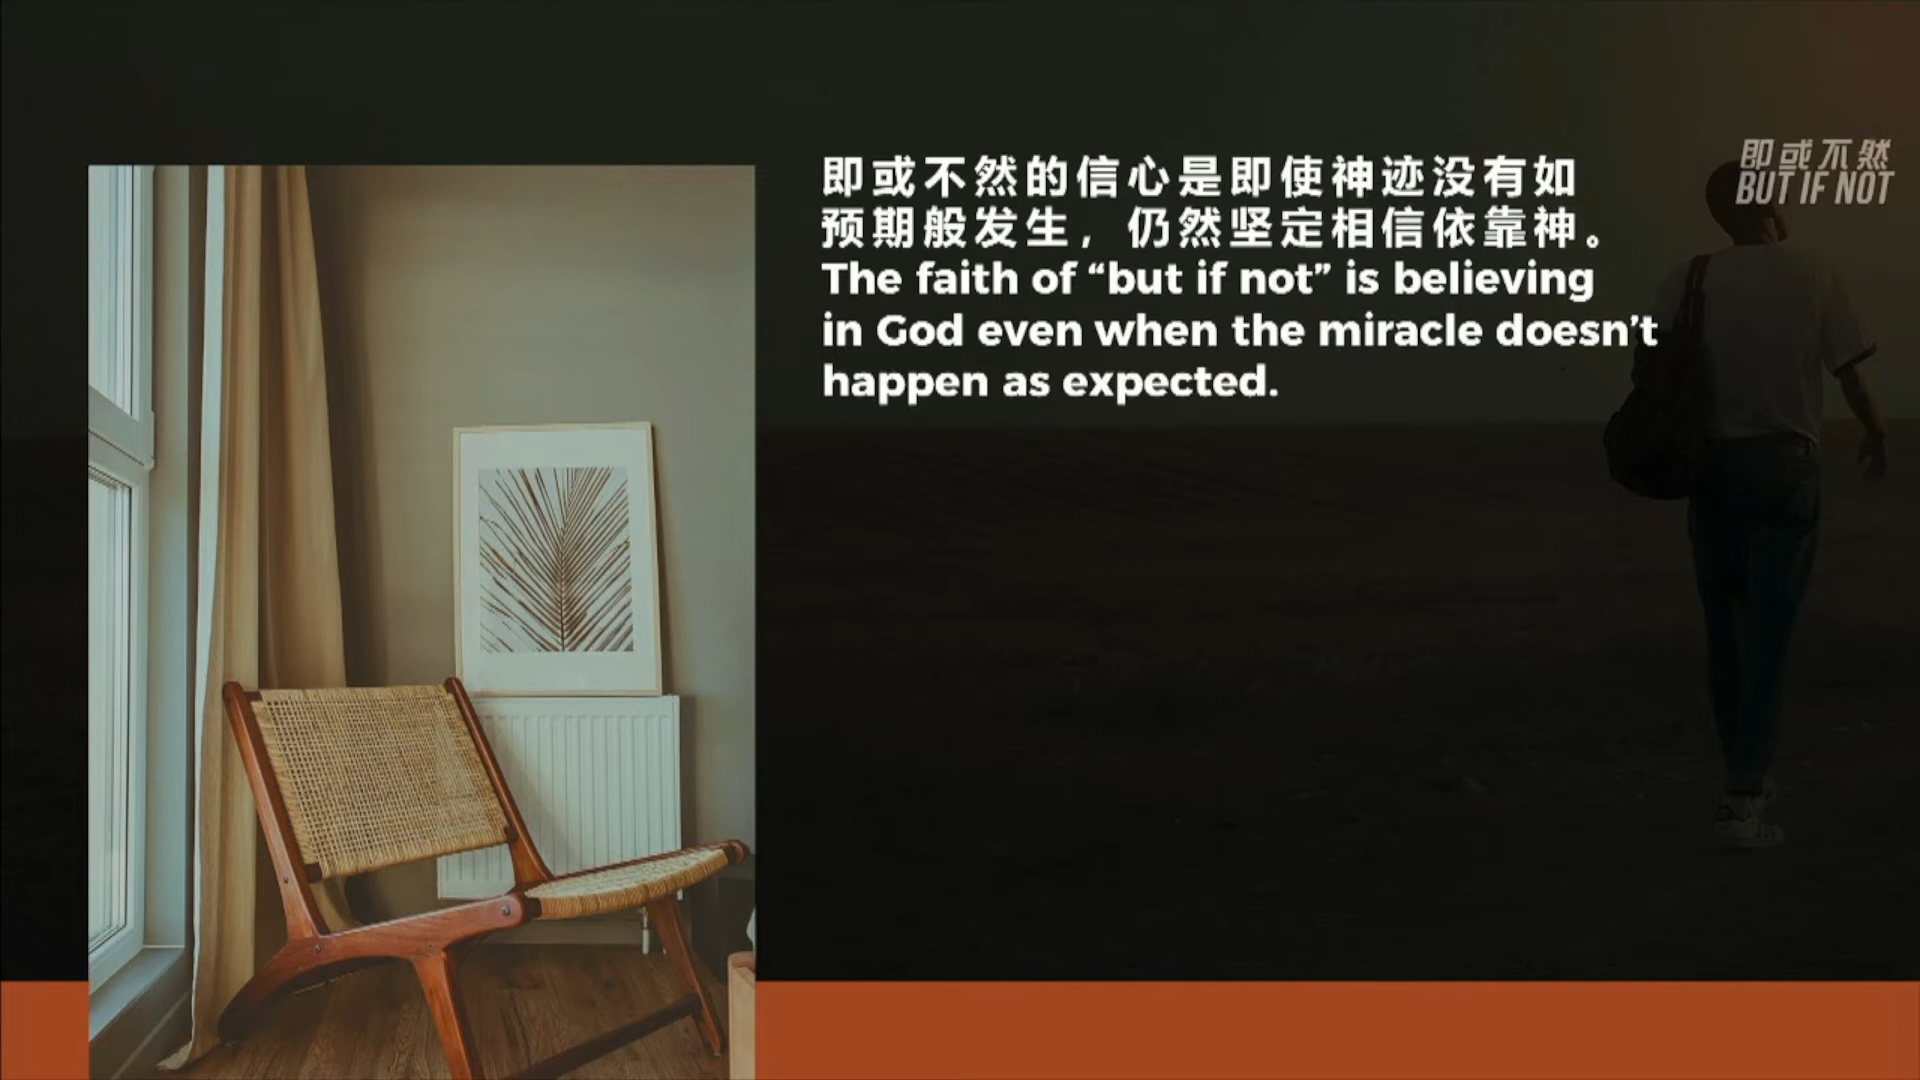 即或不然的信心是即使神迹没有如
预期般发生，仍然坚定相信依靠神。
The faith of “but if not” is believing
in God even when the miracle doesn’t
happen as expected.
即或不然
BUT IF NOT